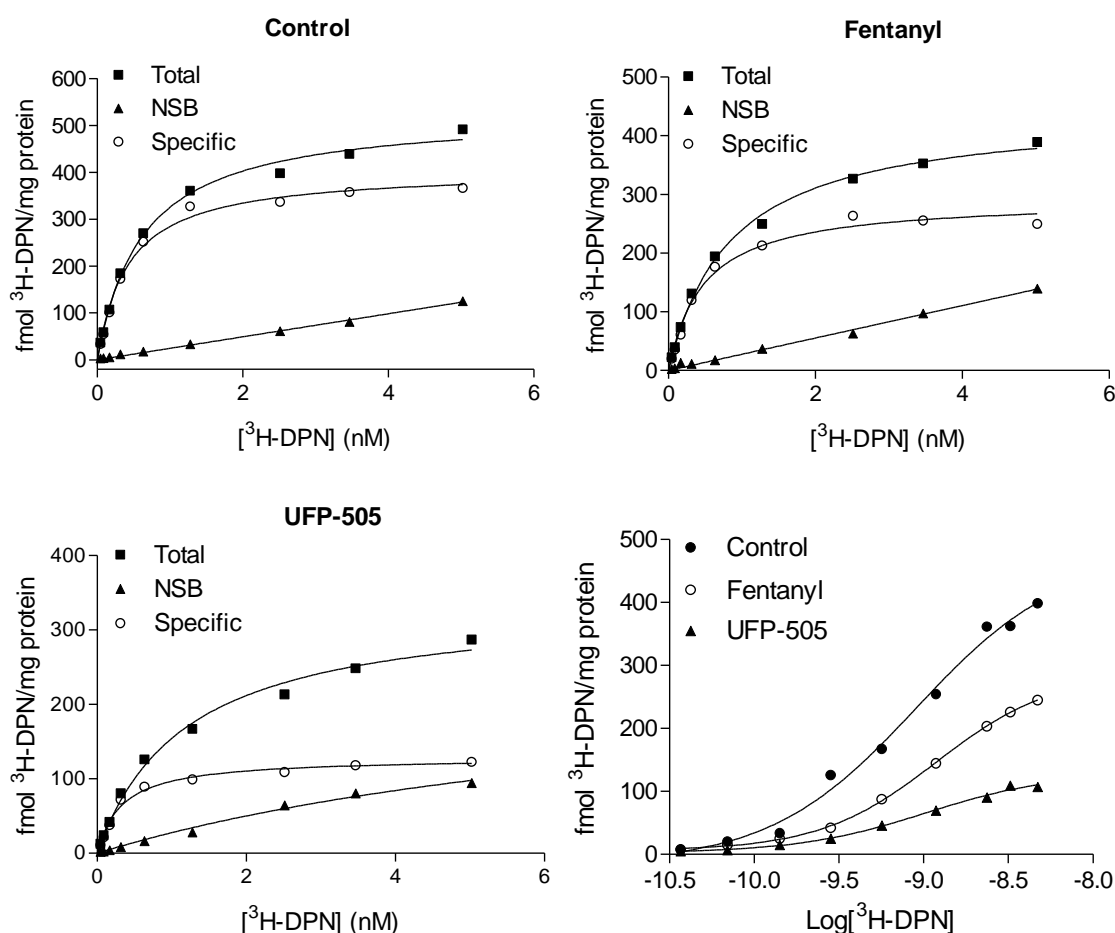 Control
600
500
400
300
200
100
0
Total
NSB
Specific
0
2
4
6
fmol ³H-DPN/mg protein
[³H-DPN] (nM)
Fentanyl
500
400
300
200
100
0
Total
NSB
Specific
0
2
4
6
fmol ³H-DPN/mg protein
[³H-DPN] (nM)
UFP-505
400
300
200
100
0
Total
NSB
Specific
0
2
4
6
fmol ³H-DPN/mg protein
[³H-DPN] (nM)
500
400
300
200
100
0
Control
Fentanyl
UFP-505
-10.5
-10.0
-9.5
-9.0
-8.5
-8.0
fmol ³H-DPN/mg protein
Log[³H-DPN]